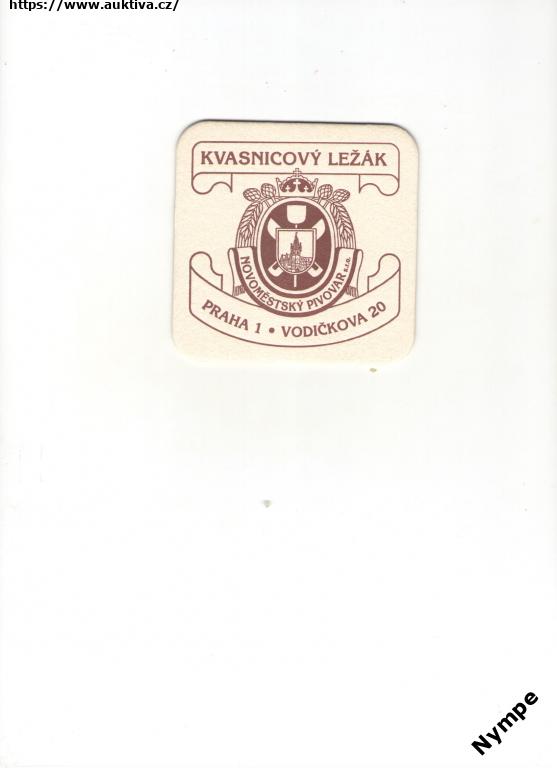 https://www.auktiva.cz/
KVASNICOVÝ LEŽÁK
NOVOMĚSTSKÝ PIVOVAR s.r.o.
PRAHA 1 • VODIČKOVA 20
Nympe